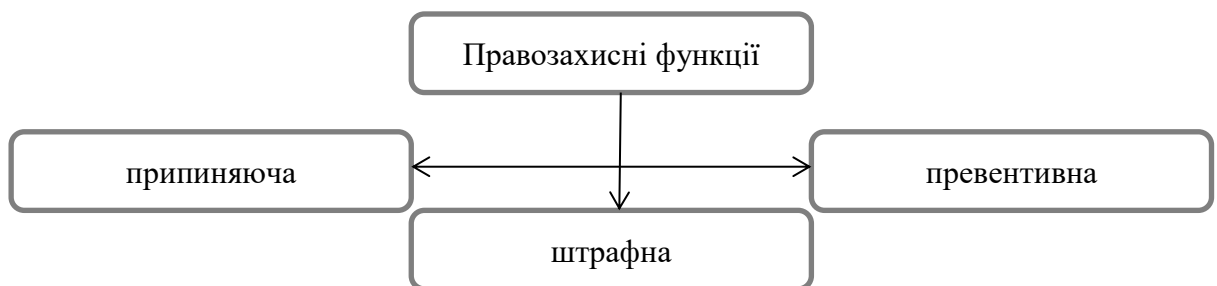 Правозахисні функції
припиняюча
превентивна
штрафна